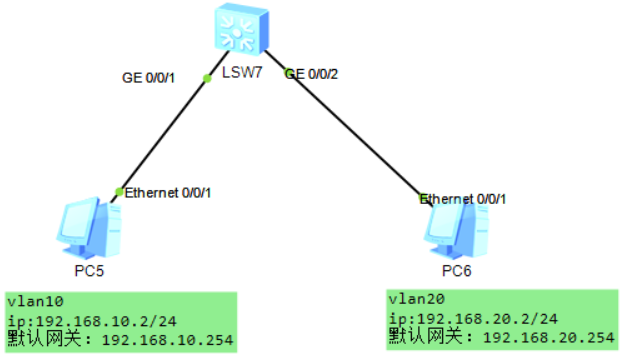 LSW7
GE 0/0/1
GE 0/0/2
Ethernet 0/0/1
Ethernet 0/0/1
PC5
PC6
vlan10
ip:192.168.10.2/24
默认网关: 192.168.10.254
vlan20
ip:192.168.20.2/24
默认网关: 192.168.20.254